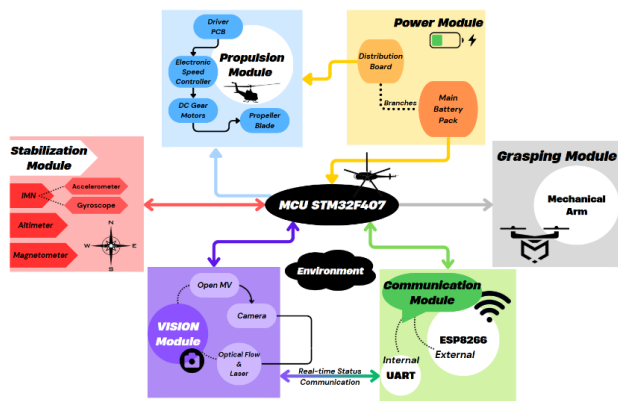 Driver
PCB
Propulsion
Module
Electronic
Speed
Controller
DC Gear
Motors
Propeller
Blade
Power Module
Distribution
Board
Branches
Main
Battery
Pack
Stabilization
Module
IMN
Accelerometer
Gyroscope
Altimeter
Magnetometer
N
W
E
S
MCU STM32F407
Grasping Module
Mechanical
Arm
Environment
Open MV
Camera
VISION
Module
Optical Flow
&
Laser
Real-time Status
Communication
Communication
Module
ESP8266
External
Internal
UART